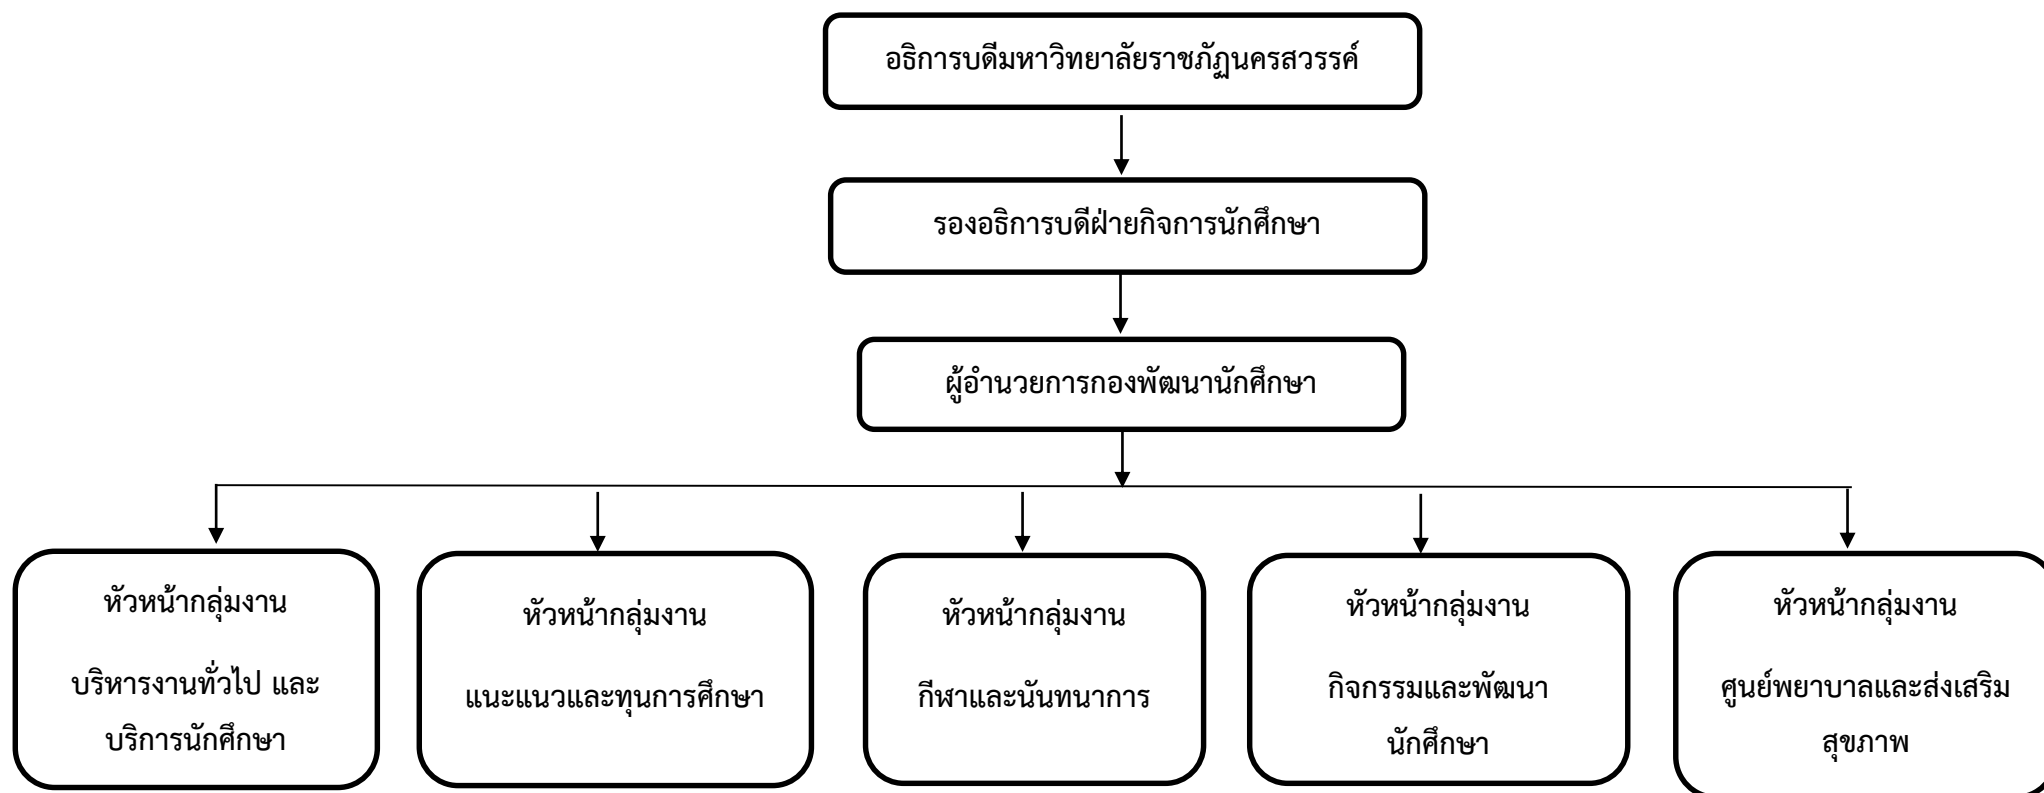 อธิการบดีมหาวิทยาลัยราชภัฏนครสวรรค์
รองอธิการบดีฝ่ายกิจการนักศึกษา
ผู้อำนวยการกองพัฒนานักศึกษา
หัวหน้ากลุ่มงาน
บริหารงานทั่วไป และ
บริการนักศึกษา
หัวหน้ากลุ่มงาน
แนะแนวและทุนการศึกษา
หัวหน้ากลุ่มงาน
กีฬาและนันทนาการ
หัวหน้ากลุ่มงาน
กิจกรรมและพัฒนา
นักศึกษา
หัวหน้ากลุ่มงาน
ศูนย์พยาบาลและส่งเสริม
สุขภาพ